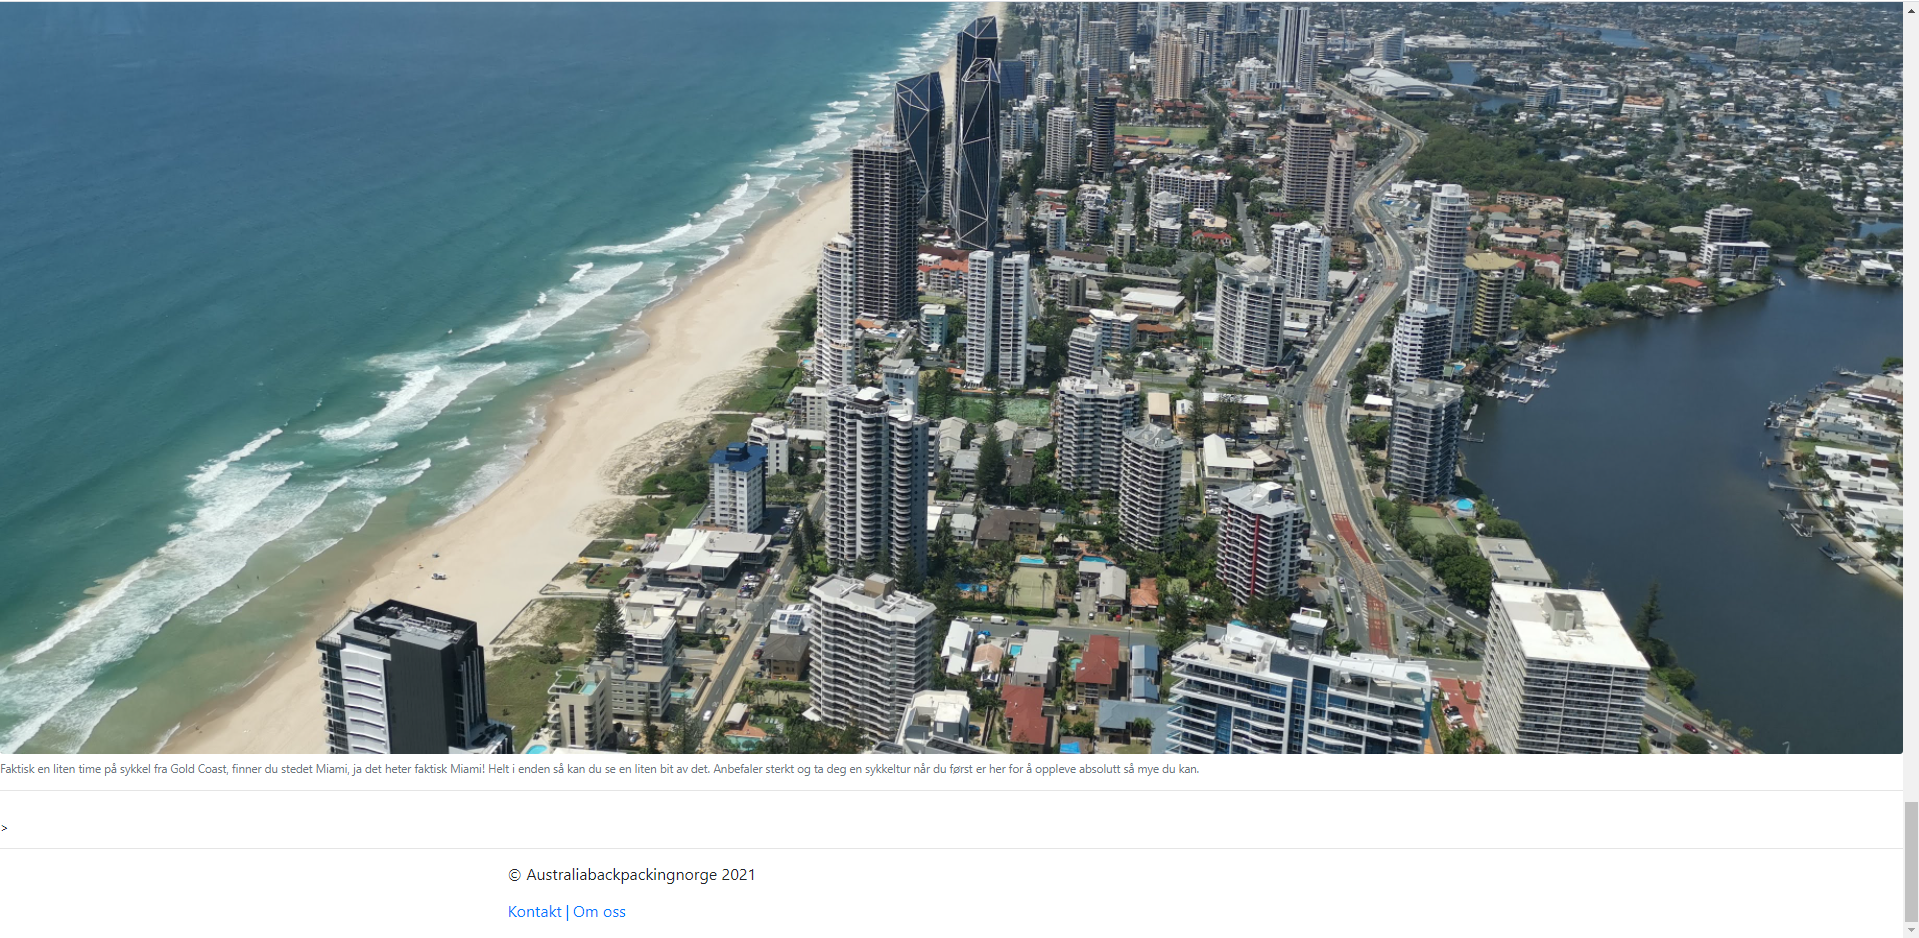 Faktisk en liten time på sykkel fra Gold Coast, finner du stedet Miami, ja det heter faktisk Miami! Helt i enden så kan du se en liten bit av det. Anbefaler sterkt og ta deg en sykkeltur når du først er her for å oppleve absolutt så mye du kan.
>
© Australiabackpackingnorge 2021
Kontakt | Om oss